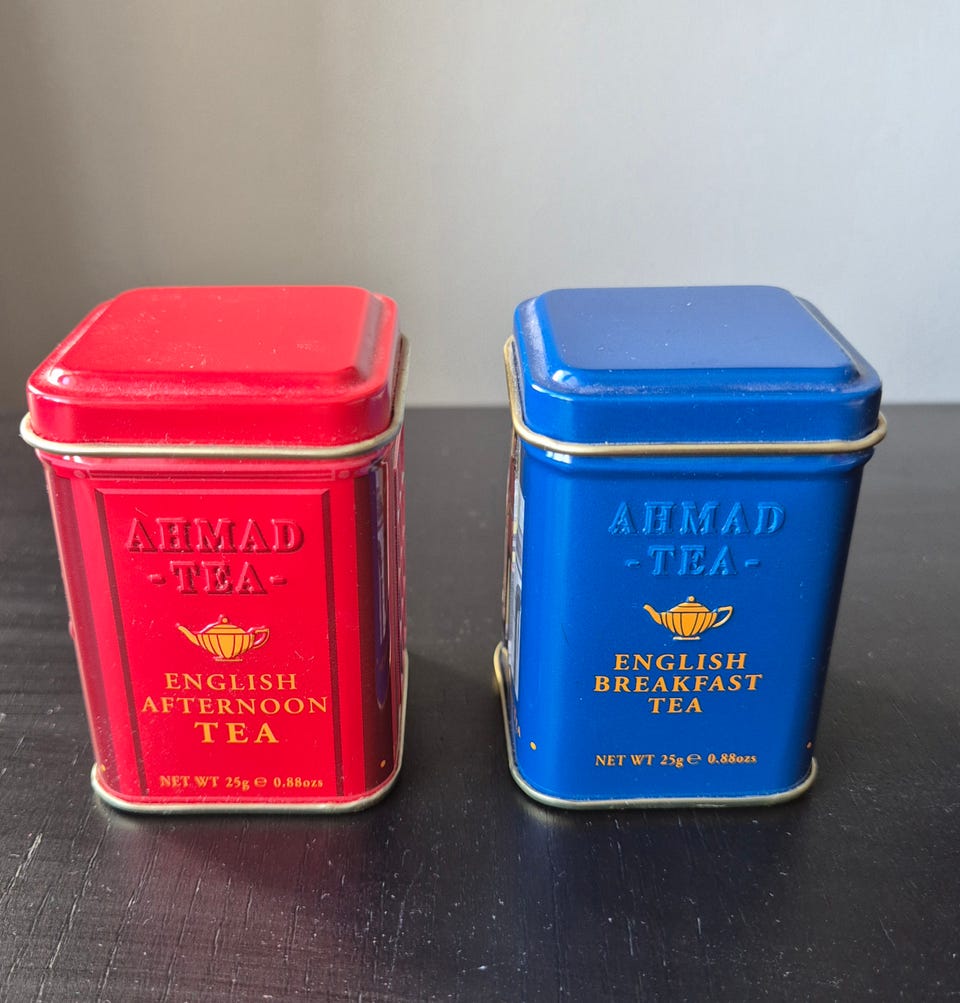 AHMAD
-TEA-
ENGLISH
AFTERNOON
TEA
NET WT 25g ℮ 0.88ozs
AHMAD
-TEA-
ENGLISH
BREAKFAST
TEA
NET WT 25g ℮ 0.88ozs